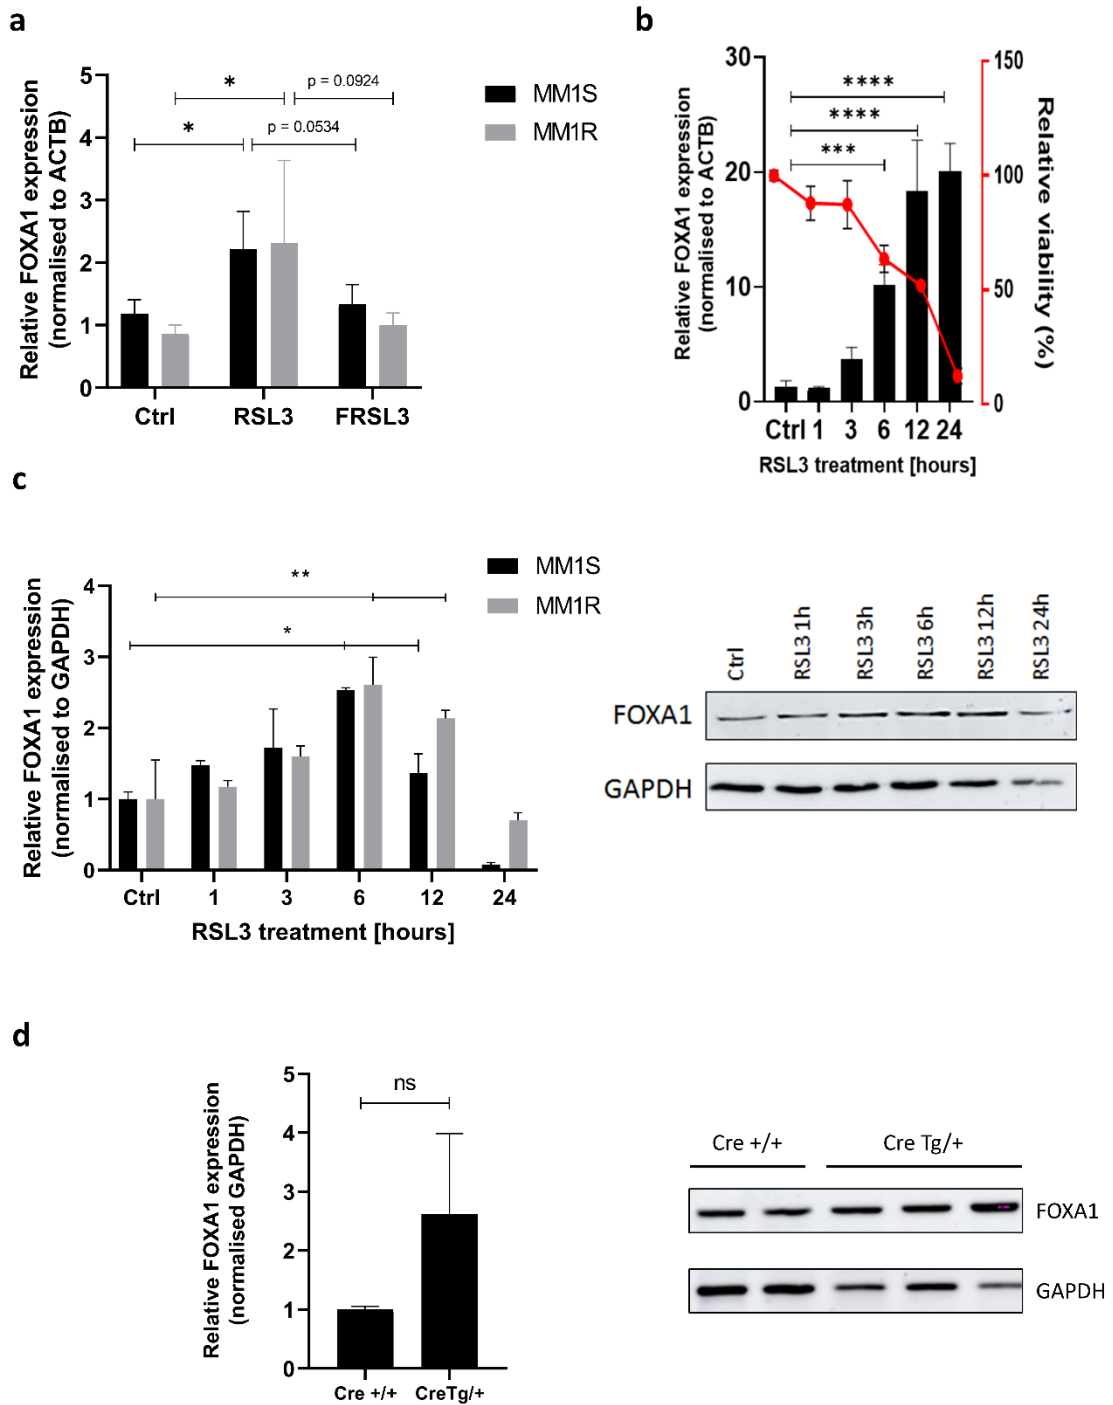 a
Relative FOXA1 expression
(normalised to ACTB)
5
4
3
2
1
0
*
p = 0.0924
*
p = 0.0534
MM1S
MM1R
Ctrl RSL3 FRSL3
b
Relative FOXA1 expression
(normalised to ACTB)
30
20
10
0
****
****
***
150
100
50
0
Relative viability (%)
Ctrl 1 3 6 12 24
RSL3 treatment [hours]
c
Relative FOXA1 expression
(normalised to GAPDH)
4
3
2
1
0
**
*
MM1S
MM1R
Ctrl 1 3 6 12 24
RSL3 treatment [hours]
Ctrl
RSL3 1h
RSL3 3h
RSL3 6h
RSL3 12h
RSL3 24h
FOXA1
GAPDH
d
Relative FOXA1 expression
(normalised GAPDH)
5
4
3
2
1
0
ns
Cre +/+ CreTg/+
Cre +/+ Cre Tg/+
FOXA1
GAPDH